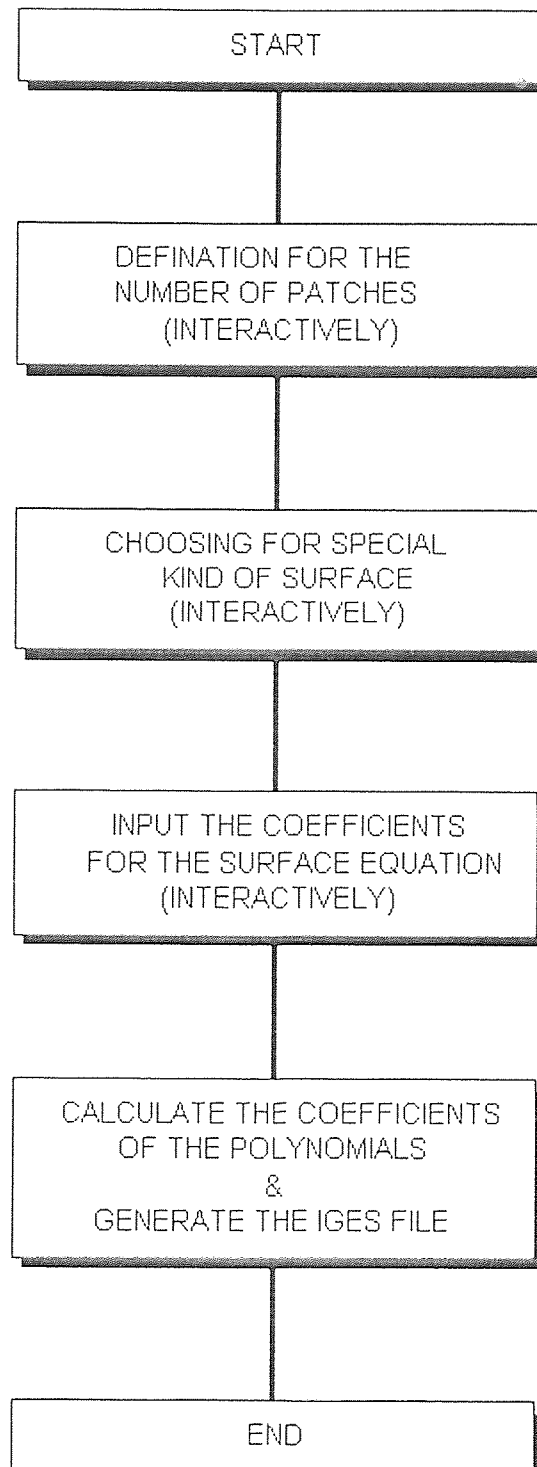 START
DEFINATION FOR THE
NUMBER OF PATCHES
(INTERACTIVELY)
CHOOSING FOR SPECIAL
KIND OF SURFACE
(INTERACTIVELY)
INPUT THE COEFFICIENTS
FOR THE SURFACE EQUATION
(INTERACTIVELY)
CALCULATE THE COEFFICIENTS
OF THE POLYNOMIALS
&
GENERATE THE IGES FILE
END